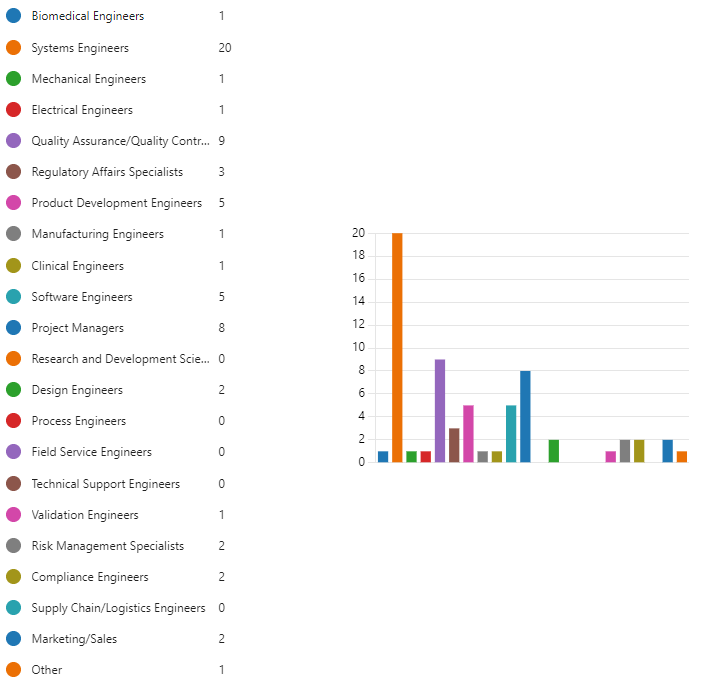 Biomedical Engineers 1
Systems Engineers 20
Mechanical Engineers 1
Electrical Engineers 1
Quality Assurance/Quality Contr... 9
Regulatory Affairs Specialists 3
Product Development Engineers 5
Manufacturing Engineers 1
Clinical Engineers 1
Software Engineers 5
Project Managers 8
Research and Development Scie... 0
Design Engineers 2
Process Engineers 0
Field Service Engineers 0
Technical Support Engineers 0
Validation Engineers 1
Risk Management Specialists 2
Compliance Engineers 2
Supply Chain/Logistics Engineers 0
Marketing/Sales 2
Other 1
20
18
16
14
12
10
8
6
4
2
0